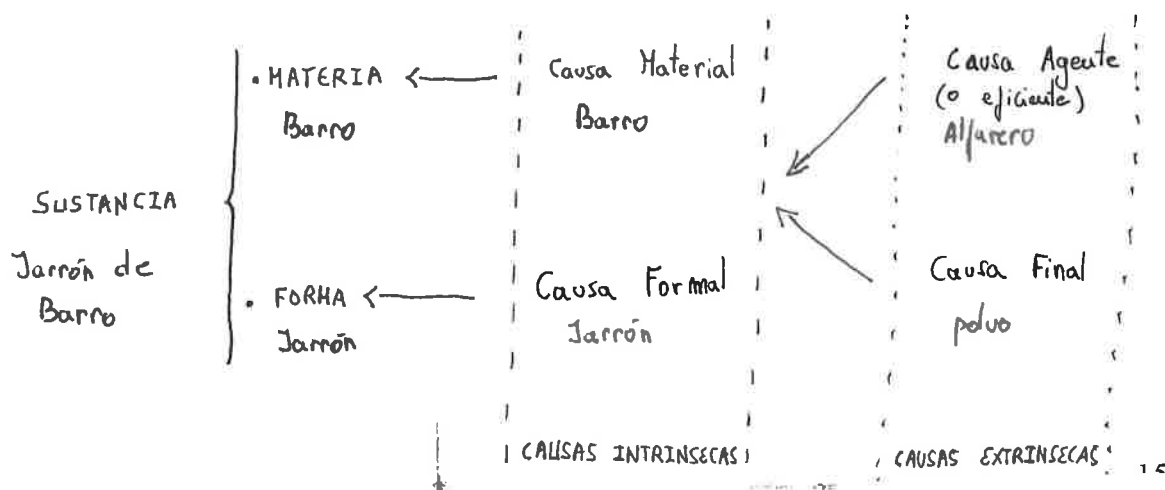 SUSTANCIA
Jarrón de
Barro
· MATERIA
Barro
· FORMA
Jarrón
Causa Material
Barro
Causa Formal
Jarrón
CAUSAS INTRINSECAS
Causa Agente
(o eficiente)
Alfarero
Causa Final
polvo
CAUSAS EXTRINSECAS
15